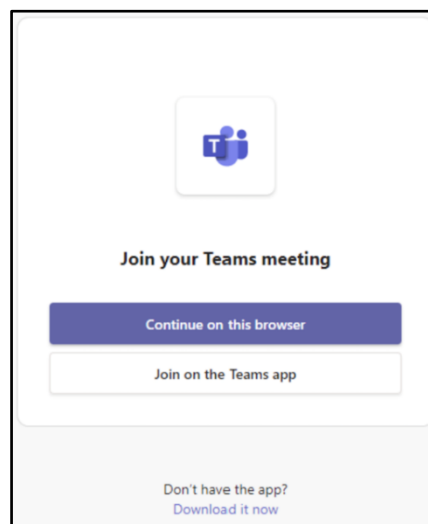 T
Join your Teams meeting
Continue on this browser
Join on the Teams app
Don't have the app?
Download it now